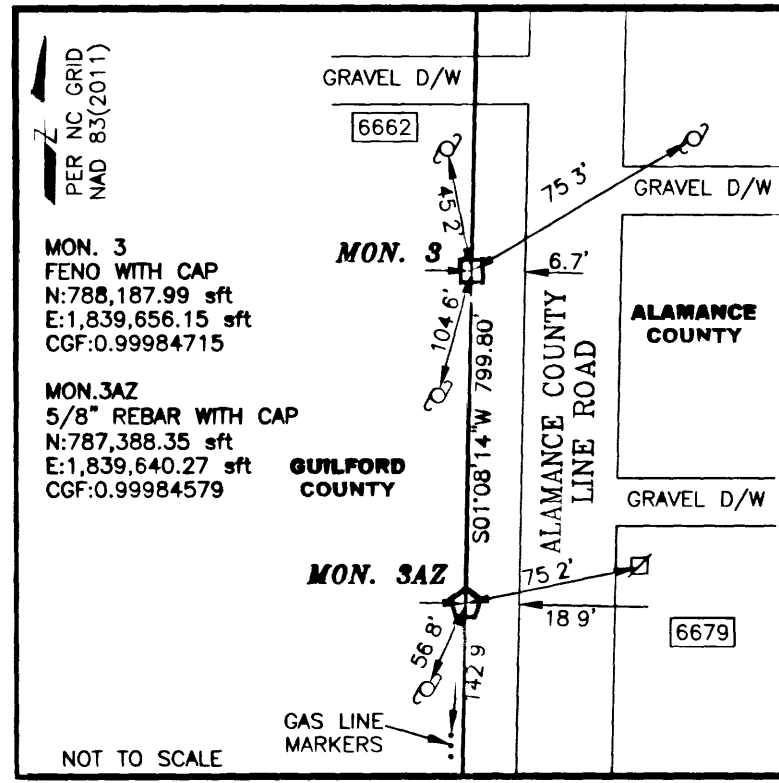 Z
PER NC GRID
NAD 83(2011)
GRAVEL D/W
6662
75 3'
GRAVEL D/W
45 2'
MON. 3
FENO WITH CAP
N:788,187.99 sft
E:1,839,656.15 sft
CGF:0.99984715
MON. 3
6.7'
104 6'
ALAMANCE
COUNTY
MON.3AZ
5/8" REBAR WITH CAP
N:787,388.35 sft
E:1,839,640.27 sft
CGF:0.99984579
S01°08'14"W 799.80'
ALAMANCE COUNTY
LINE ROAD
GUILFORD
COUNTY
GRAVEL D/W
MON. 3AZ
75 2'
18 9'
56 8'
142 9
6679
GAS LINE
MARKERS
NOT TO SCALE